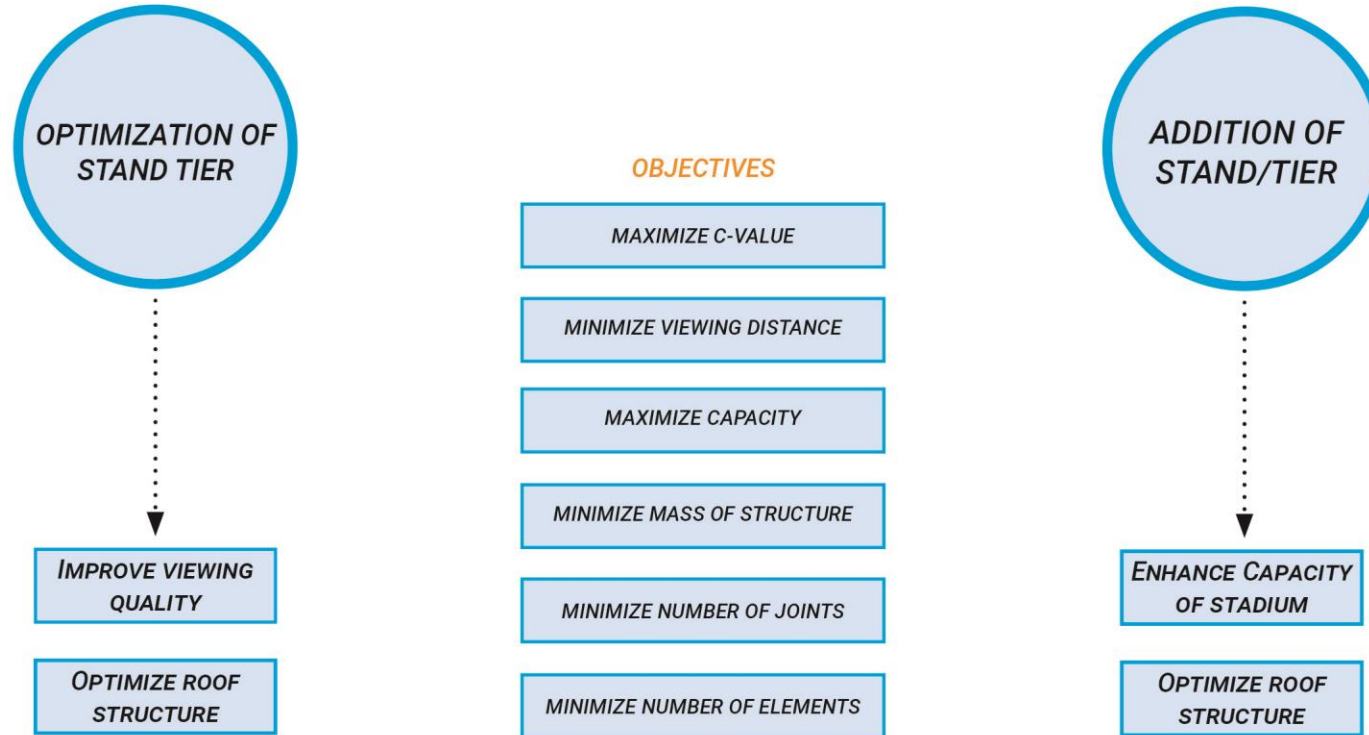 OPTIMIZATION OF
STAND TIER
IMPROVE VIEWING
QUALITY
OPTIMIZE ROOF
STRUCTURE
OBJECTIVES
MAXIMIZE C-VALUE
MINIMIZE VIEWING DISTANCE
MAXIMIZE CAPACITY
MINIMIZE MASS OF STRUCTURE
MINIMIZE NUMBER OF JOINTS
MINIMIZE NUMBER OF ELEMENTS
ADDITION OF
STAND/TIER
ENHANCE CAPACITY
OF STADIUM
OPTIMIZE ROOF
STRUCTURE